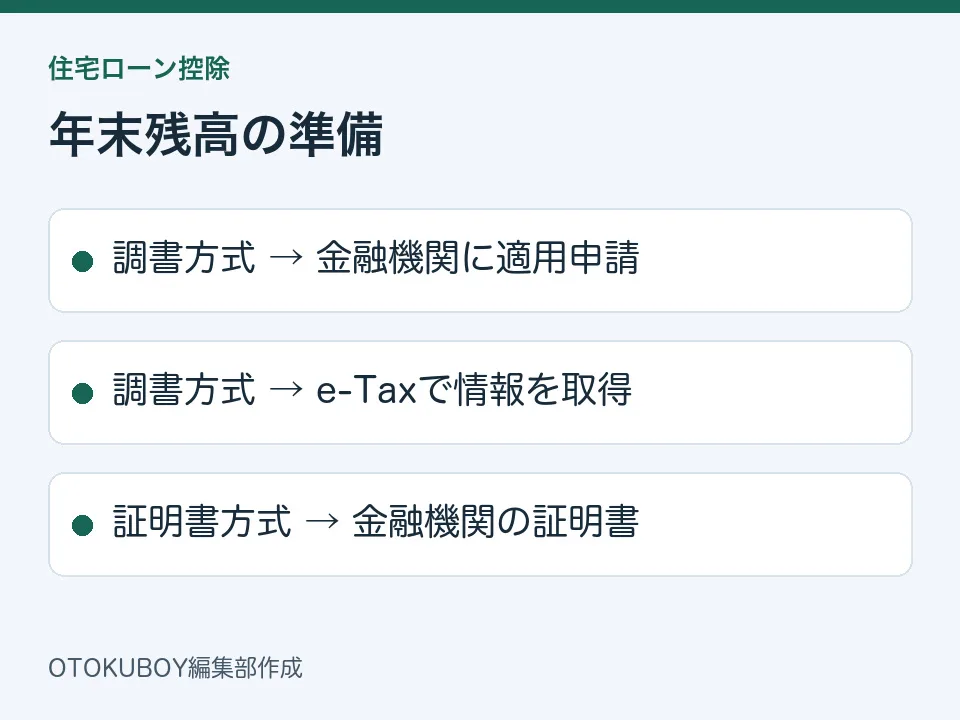 住宅ローン控除
年末残高の準備
調書方式 → 金融機関に適用申請
調書方式 → e-Taxで情報を取得
証明書方式 → 金融機関の証明書
OTOKUBOY編集部作成